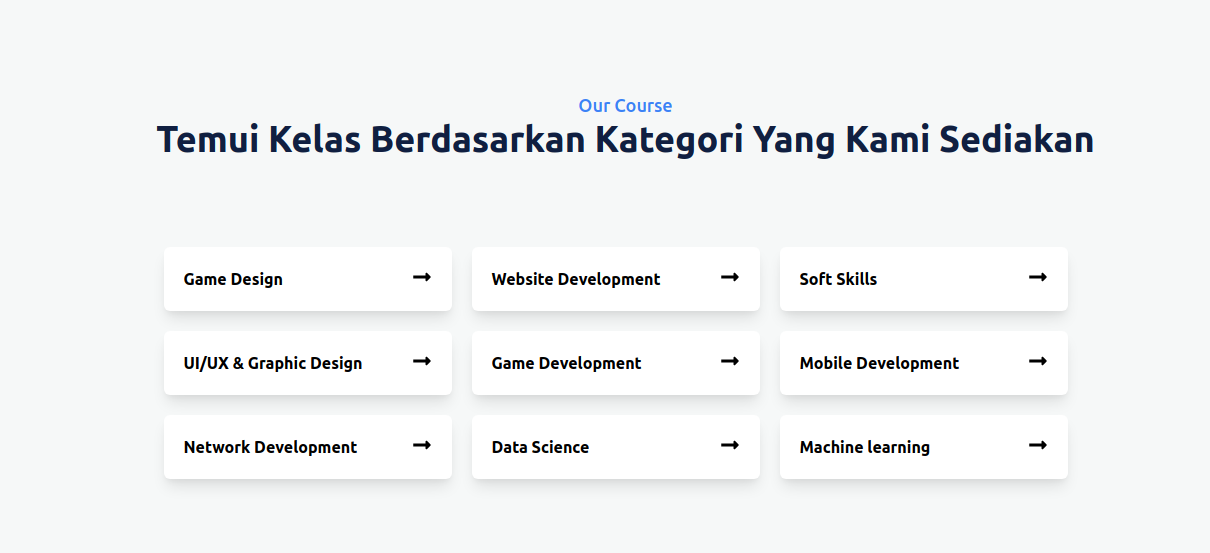 Our Course
Temui Kelas Berdasarkan Kategori Yang Kami Sediakan
Game Design
Website Development
Soft Skills
UI/UX & Graphic Design
Game Development
Mobile Development
Network Development
Data Science
Machine learning